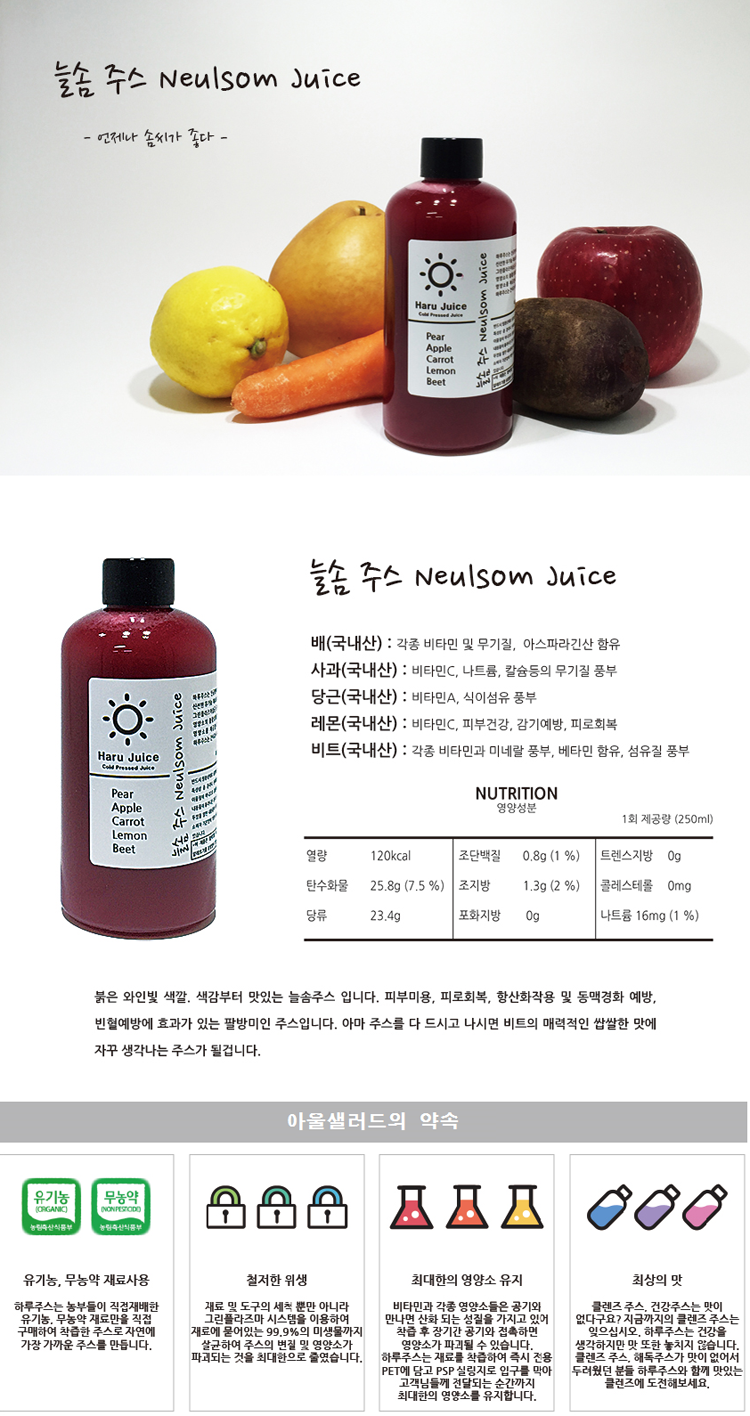 늘솜 주스 Neulsom Juice
- 언제나 솜씨가 좋다 -
Haru Juice
Cold Pressed Juice
Pear
Apple
Carrot
Lemon
Beet
늘솜 주스 Neulsom Juice
늘솜 주스 Neulsom Juice
배(국내산) : 각종 비타민 및 무기질, 아스파라긴산 함유
사과(국내산) : 비타민C, 나트륨, 칼슘등의 무기질 풍부
당근(국내산) : 비타민A, 식이섬유 풍부
레몬(국내산) : 비타민C, 피부건강, 감기예방, 피로회복
비트(국내산) : 각종 비타민과 미네랄 풍부, 베타민 함유, 섬유질 풍부
Haru Juice
Cold Pressed Juice
Pear
Apple
Carrot
Lemon
Beet
늘솜 주스 Neulsom Juice
NUTRITION
영양성분
1회 제공량 (250ml)
열량 120kcal 조단백질 0.8g (1 %) 트렌스지방 0g
탄수화물 25.8g (7.5 %) 조지방 1.3g (2 %) 콜레스테롤 0mg
당류 23.4g 포화지방 0g 나트륨 16mg (1 %)
붉은 와인빛 색깔. 색감부터 맛있는 늘솜주스 입니다. 피부미용, 피로회복, 항산화작용 및 동맥경화 예방,
빈혈예방에 효과가 있는 팔방미인 주스입니다. 아마 주스를 다 드시고 나시면 비트의 매력적인 쌉쌀한 맛에
자꾸 생각나는 주스가 될겁니다.
아울샐러드의 약속
유기농
(ORGANIC)
농림축산식품부
무농약
(NON PESTICIDE)
농림축산식품부
유기농, 무농약 재료사용
하루주스는 농부들이 직접재배한
유기농, 무농약 재료만을 직접
구매하여 착즙한 주스로 자연에
가장 가까운 주스를 만듭니다.
철저한 위생
재료 및 도구의 세척 뿐만 아니라
그린플라즈마 시스템을 이용하여
재료에 묻어있는 99.9%의 미생물까지
살균하여 주스의 변질 및 영양소가
파괴되는 것을 최대한으로 줄였습니다.
최대한의 영양소 유지
비타민과 각종 영양소들은 공기와
만나면 산화 되는 성질을 가지고 있어
착즙 후 장기간 공기와 접촉하면
영양소가 파괴될 수 있습니다.
하루주스는 재료를 착즙하여 즉시 전용
PET에 담고 PSP 실링지로 입구를 막아
고객님들께 전달되는 순간까지
최대한의 영양소를 유지합니다.
최상의 맛
클렌즈 주스, 건강주스는 맛이
없다구요? 지금까지의 클렌즈 주스는
잊으십시오. 하루주스는 건강을
생각하지만 맛 또한 놓치지 않습니다.
클렌즈 주스, 해독주스가 맛이 없어서
두려웠던 분들 하루주스와 함께 맛있는
클렌즈에 도전해보세요.